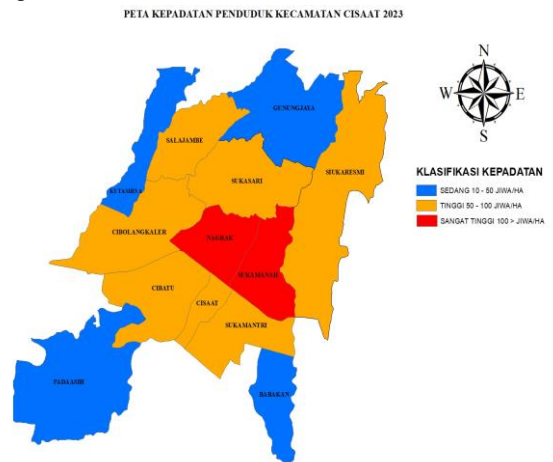 PETA KEPADATAN PENDUDUK KECAMATAN CISAAT 2023
N
W
E
S
GUNUNGJAYA
SALAJAMBE
SUKASARI
SIUKARESMI
KUTASIRNA
CIBOLANGKALER
NAGRAK
SUKAMANAH
CIBATU
CISAAT
SUKAMANTRI
PADAASIH
BABAKAN
KLASIFIKASI KEPADATAN
SEDANG 10 - 50 JIWA/HA
TINGGI 50 - 100 JIWA/HA
SANGAT TINGGI 100 > JIWA/HA